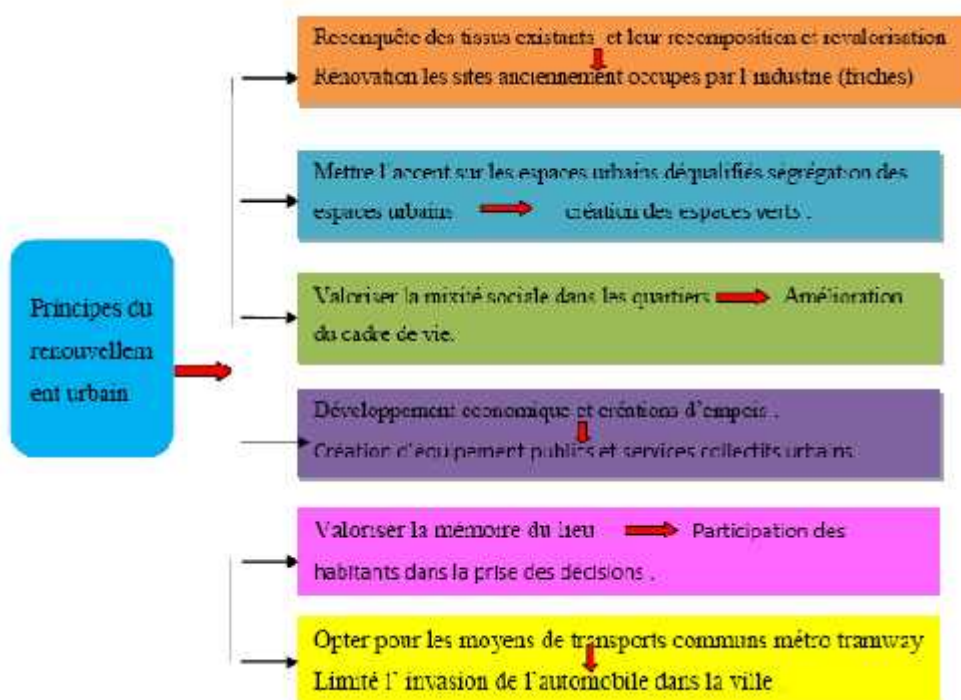 Reconquête des tissus existants et leur recomposition et revalorisation
Rénovation les sites anciennement occupes par l'industrie (friches)
Mettre l'accent sur les espaces urbains déqualifiés ségrégation des
espaces urbains création des espaces verts .
Principes du
renouvellem
ent urbain
Valoriser la mixité sociale dans les quartiers Amélioration
du cadre de vie.
Développement economique et créations d'empois .
Création d'équipement publics et services collectifs urbains
Valoriser la mémoire du lieu Participation des
habitants dans la prise des décisions .
Opter pour les moyens de transports communs métro tramway
Limité l' invasion de l'automobile dans la ville